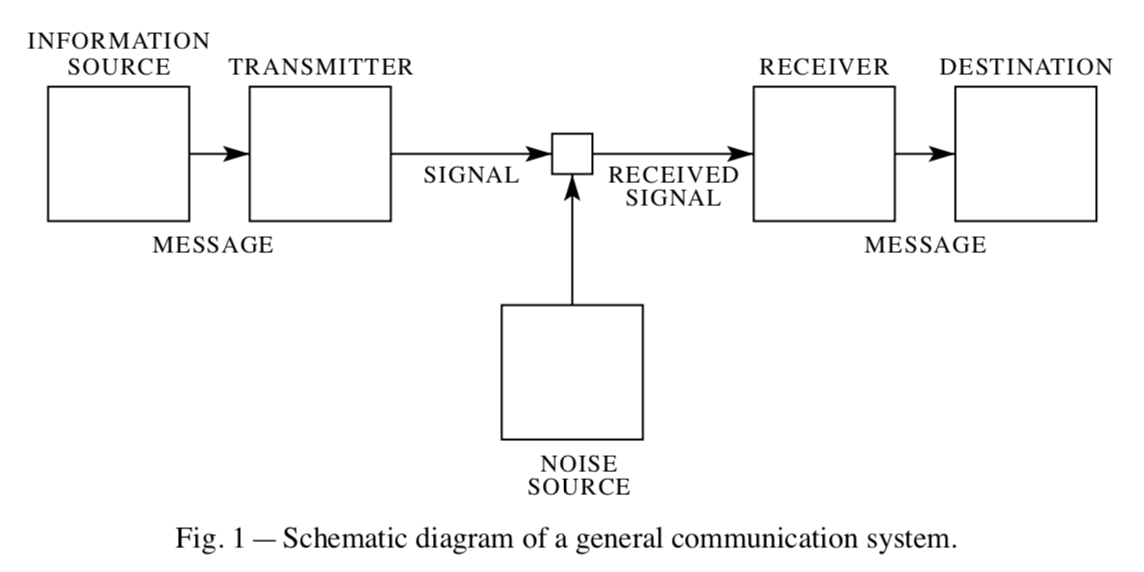 INFORMATION
SOURCE
TRANSMITTER
RECEIVER
DESTINATION
SIGNAL
RECEIVED
SIGNAL
MESSAGE
MESSAGE
NOISE
SOURCE
Fig. 1 — Schematic diagram of a general communication system.